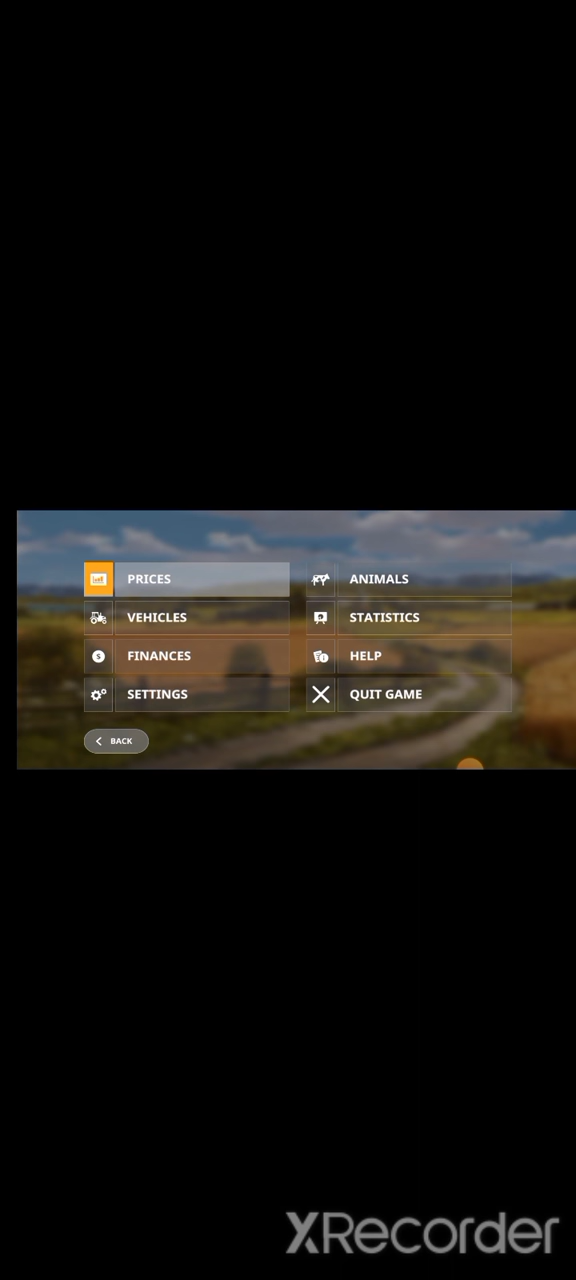 PRICES
ANIMALS
VEHICLES
STATISTICS
FINANCES
HELP
SETTINGS
QUIT GAME
BACK
XRecorder